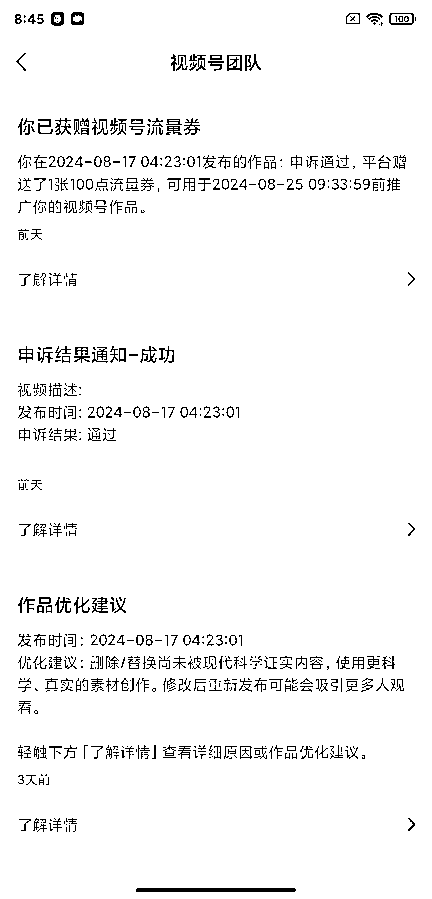 8:45
100
视频号团队
你已获赠视频号流量券
你在2024-08-17 04:23:01发布的作品: 申诉通过, 平台赠
送了1张100点流量券, 可用于2024-08-25 09:33:59前推
广你的视频号作品。
前天
了解详情
申诉结果通知-成功
视频描述:
发布时间: 2024-08-17 04:23:01
申诉结果: 通过
前天
了解详情
作品优化建议
发布时间: 2024-08-17 04:23:01
优化建议: 删除/替换尚未被现代科学证实内容, 使用更科
学、真实的素材创作。修改后重新发布可能会吸引更多人观
看。
轻触下方「了解详情」查看详细原因或作品优化建议。
3天前
了解详情